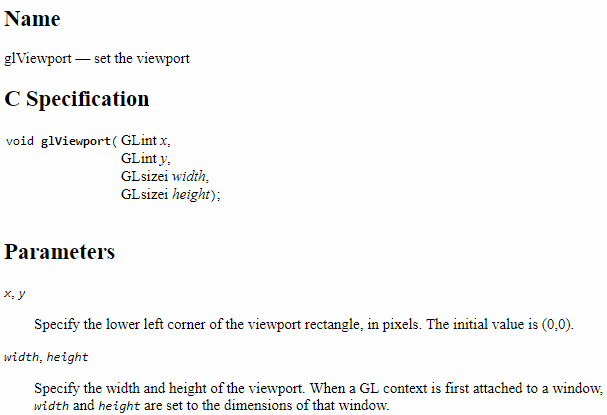 Name
glViewport — set the viewport
C Specification
void glViewport( GLint x,
GLint y,
GLsizei width,
GLsizei height);
Parameters
x, y
Specify the lower left corner of the viewport rectangle, in pixels. The initial value is (0,0).
width, height
Specify the width and height of the viewport. When a GL context is first attached to a window,
width and height are set to the dimensions of that window.